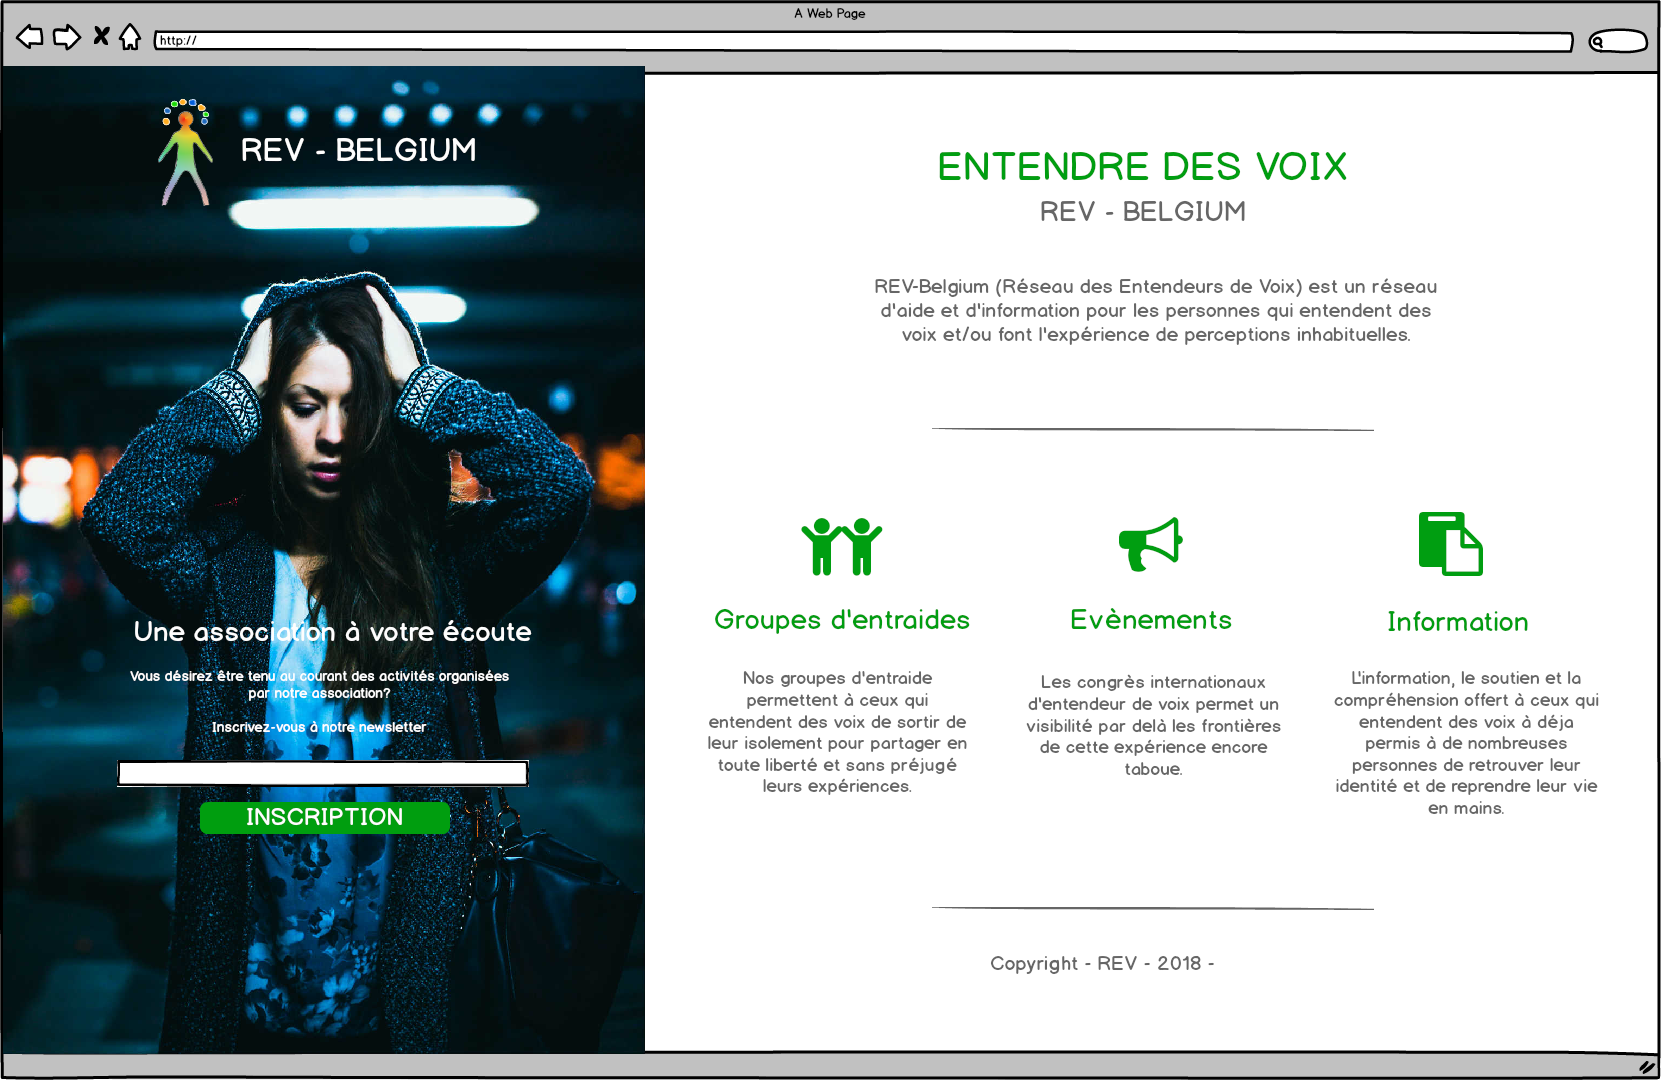 A Web Page
http://
REV - BELGIUM
Une association à votre écoute
Vous désirez être tenu au courant des activités organisées
par notre association?
Inscrivez-vous à notre newsletter
INSCRIPTION
ENTENDRE DES VOIX
REV - BELGIUM
REV-Belgium (Réseau des Entendeurs de Voix) est un réseau
d'aide et d'information pour les personnes qui entendent des
voix et/ou font l'expérience de perceptions inhabituelles.
Groupes d'entraides
Nos groupes d'entraide
permettent à ceux qui
entendent des voix de sortir de
leur isolement pour partager en
toute liberté et sans préjugé
leurs expériences.
Evènements
Les congrès internationaux
d'entendeur de voix permet un
visibilité par delà les frontières
de cette expérience encore
taboue.
Information
L'information, le soutien et la
compréhension offert à ceux qui
entendent des voix à déja
permis à de nombreuses
personnes de retrouver leur
identité et de reprendre leur vie
en mains.
Copyright - REV - 2018 -